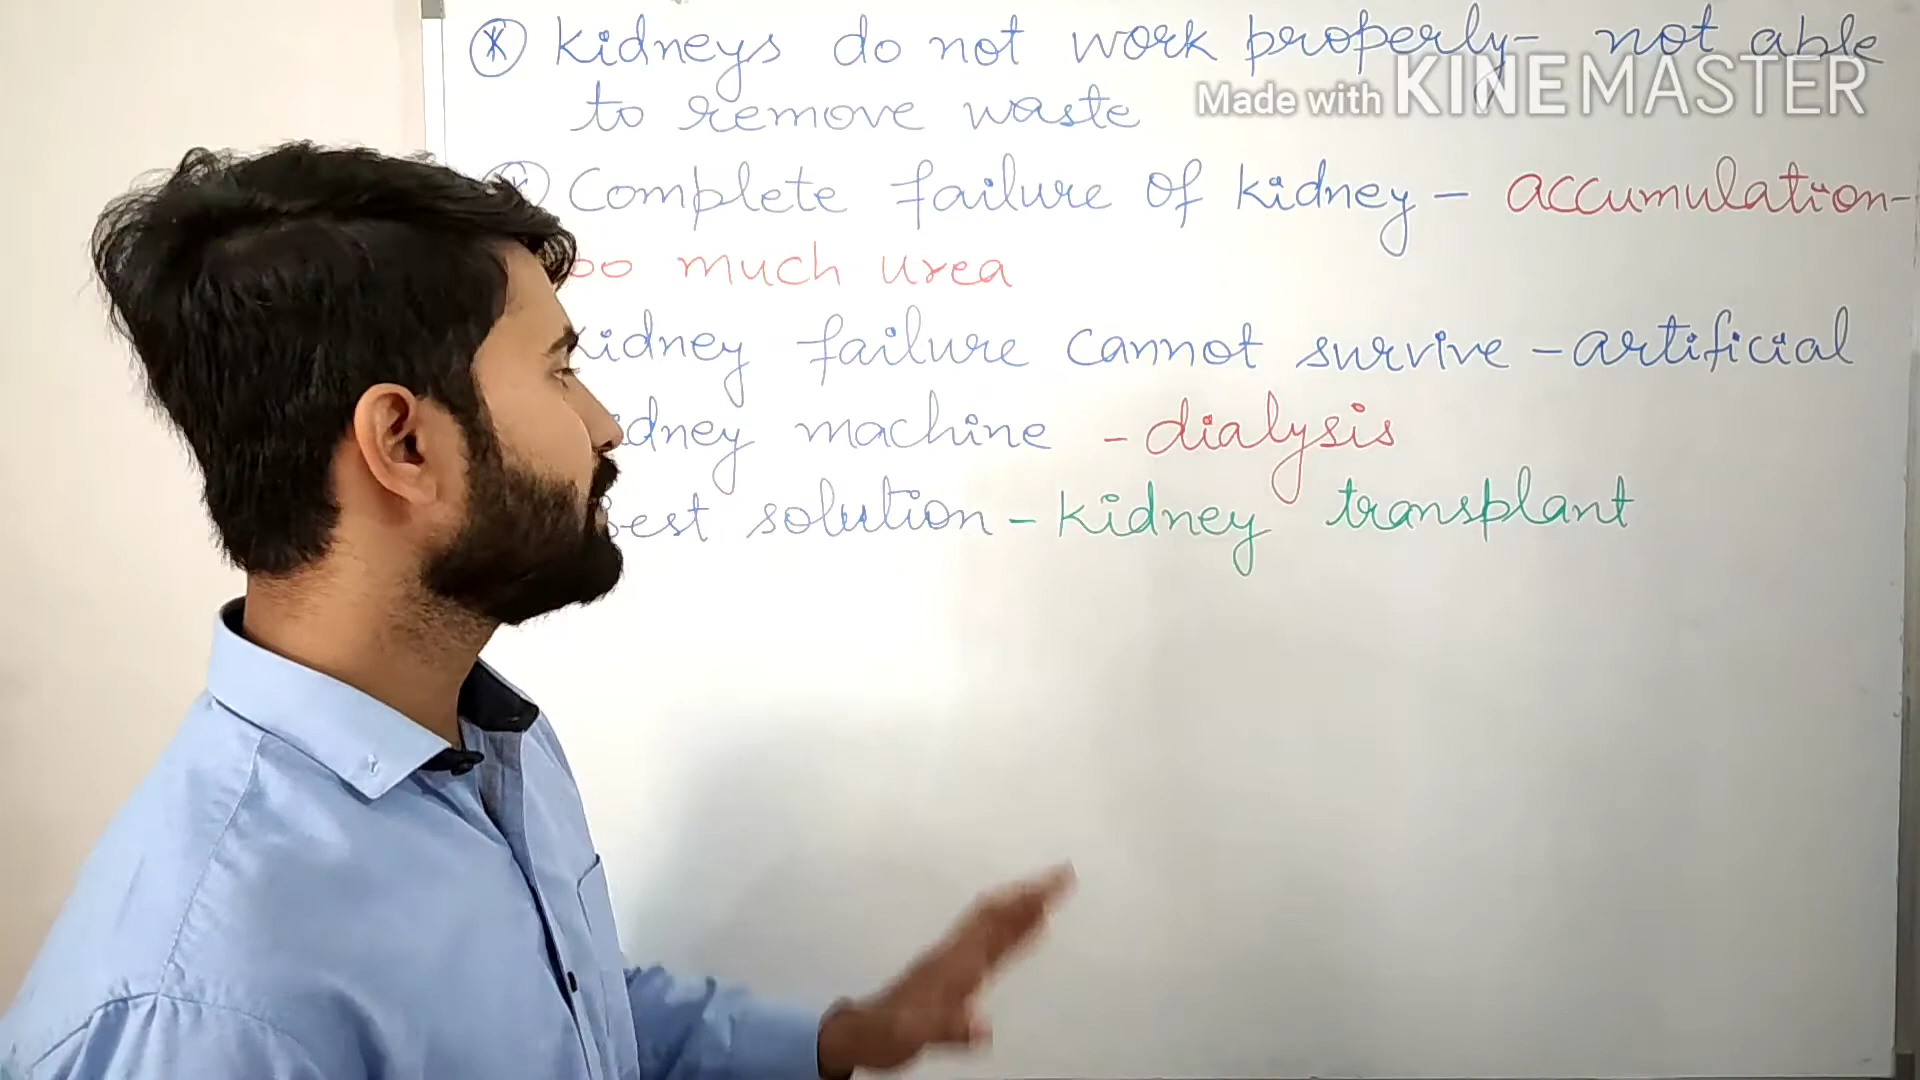 kidneys do not work properly- not able
Made with KINEMASTER
to remove waste
Complete failure of kidney - accumulation-
much urea
failure cannot survive - artificial
machine - dialysis
solution - kidney transplant